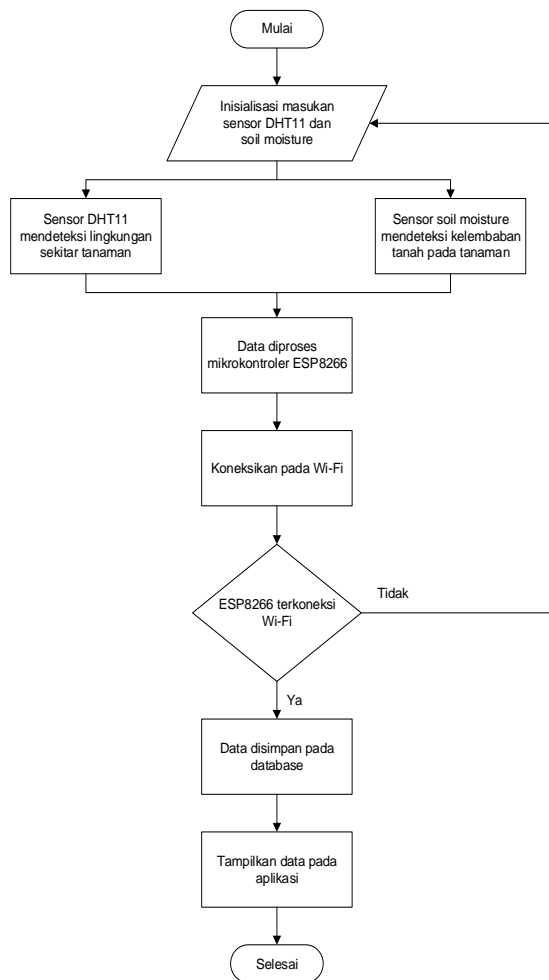 Mulai
Inisialisasi masukan
sensor DHT11 dan
soil moisture
Sensor DHT11
mendeteksi lingkungan
sekitar tanaman
Sensor soil moisture
mendeteksi kelembaban
tanah pada tanaman
Data diproses
mikrokontroler ESP8266
Koneksikan pada Wi-Fi
ESP8266 terkoneksi
Wi-Fi
Tidak
Ya
Data disimpan pada
database
Tampilkan data pada
aplikasi
Selesai